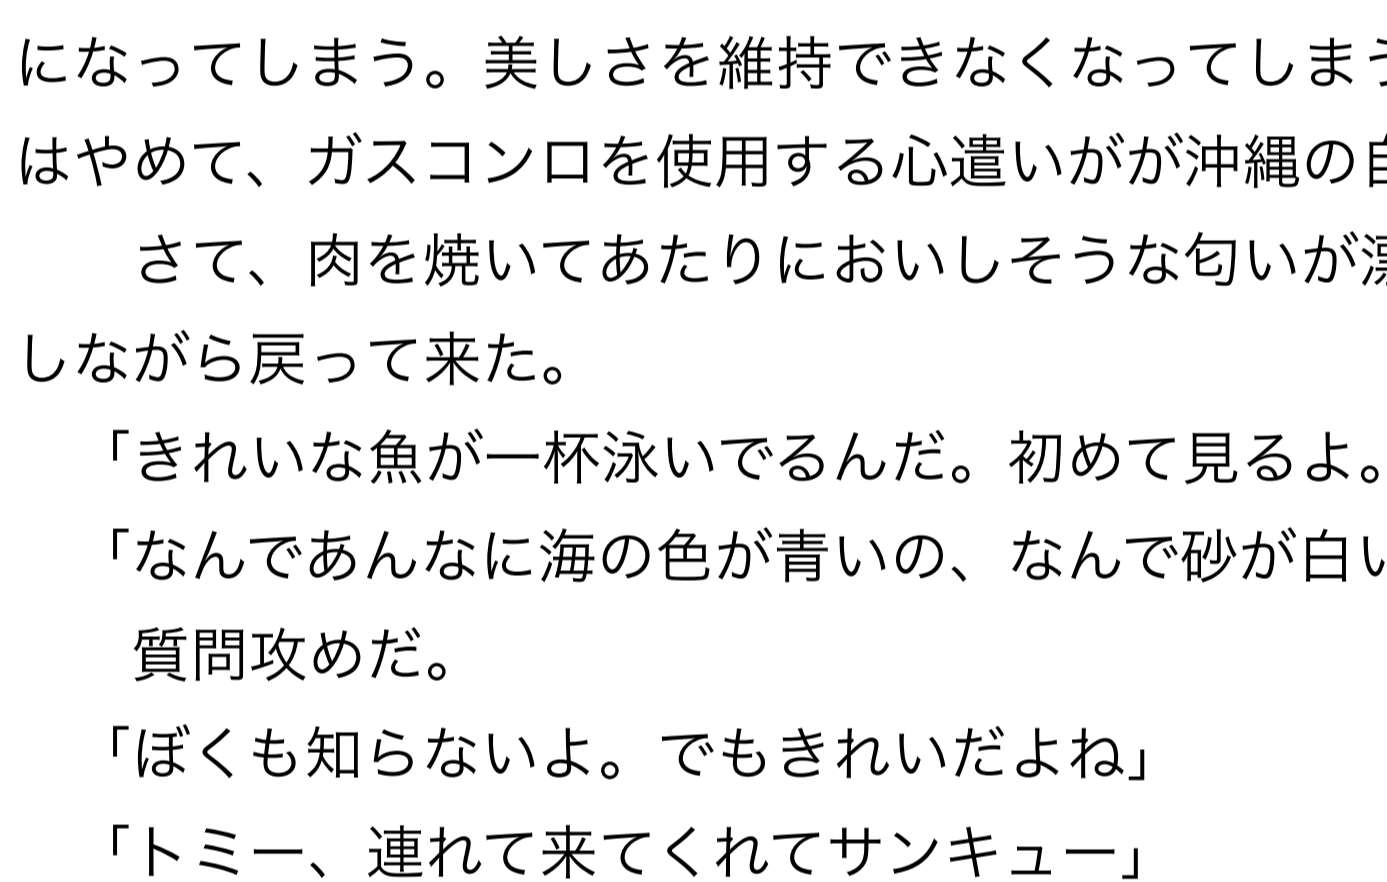 になってしまう。美しさを維持できなくなってしまう
はやめて、ガスコンロを使用する心遣いがが沖縄の自
さて、肉を焼いてあたりにおいしそうな匂いが漂
しながら戻って来た。
「きれいな魚が一杯泳いでるんだ。初めて見るよ。
「なんであんなに海の色が青いの、なんで砂が白い
質問攻めだ。
「ぼくも知らないよ。でもきれいだよね」
「トミー、連れて来てくれてサンキュー」